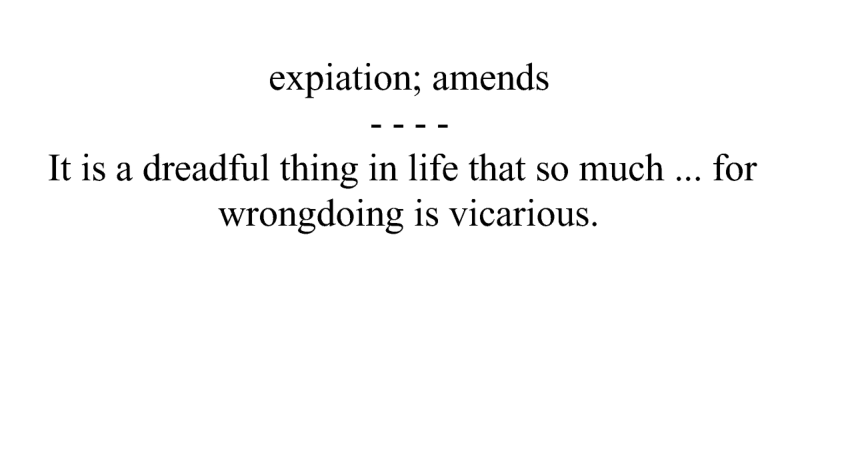 expiation; amends
- - - -
It is a dreadful thing in life that so much ... for
wrongdoing is vicarious.